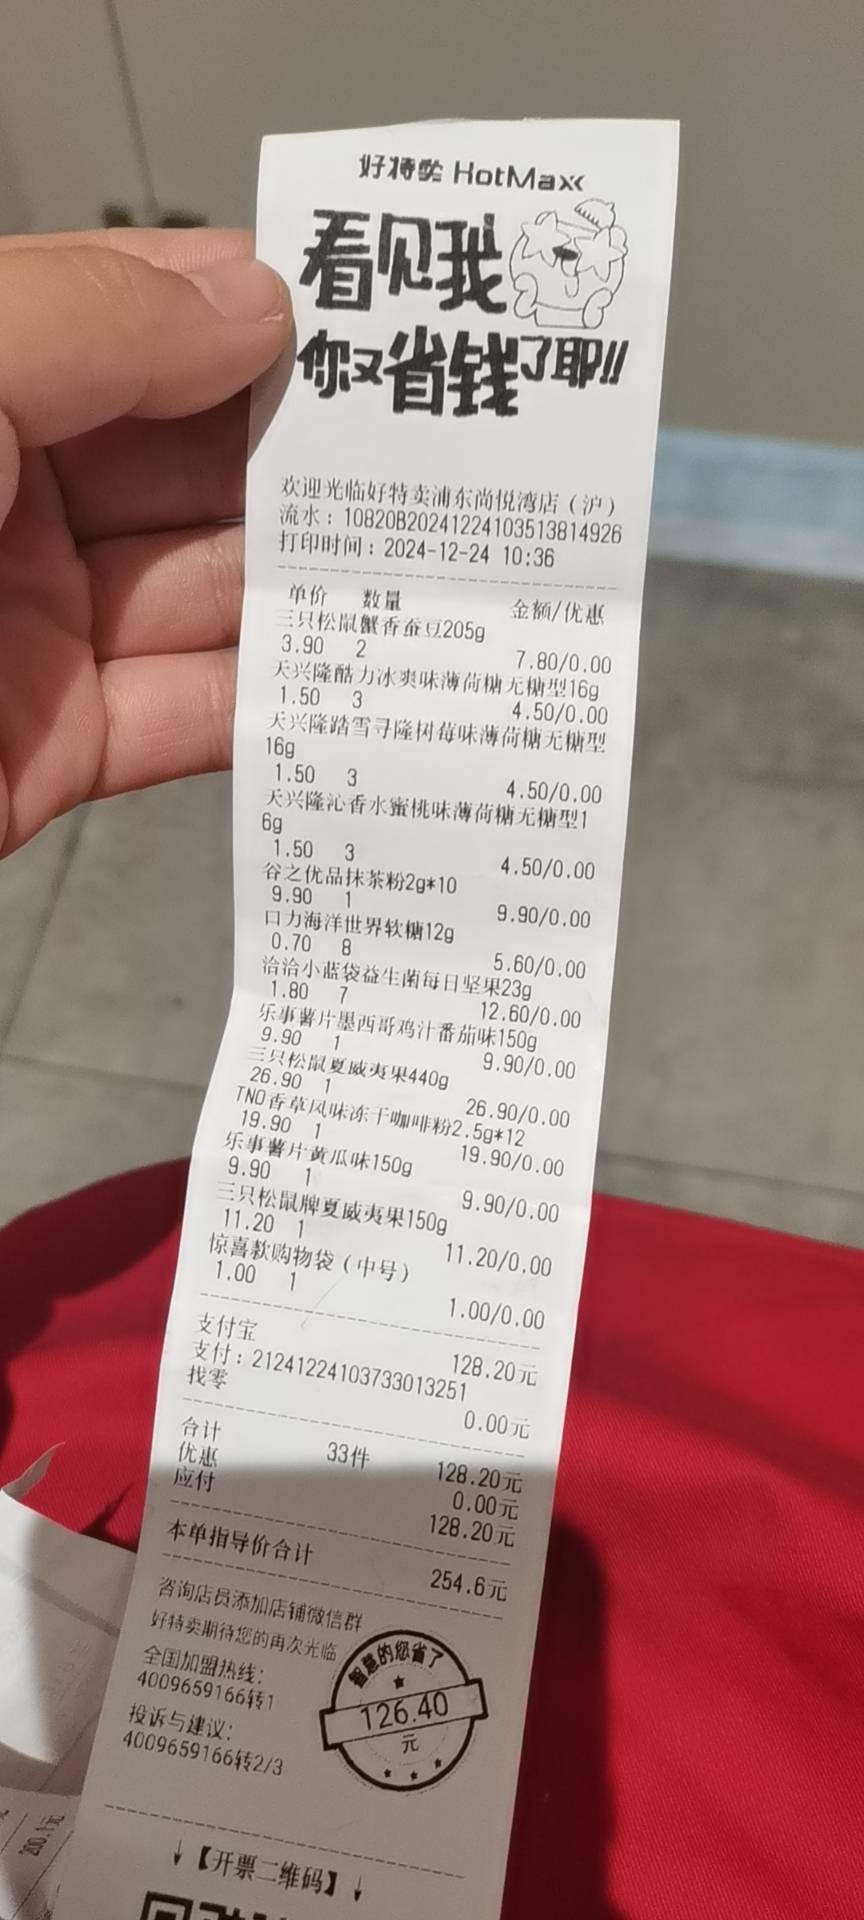 好特卖 HotMaxx
看见我
你又省钱了耶!!
欢迎光临好特卖浦东尚悦湾店（沪）
流水：10820B20241224103513814926
打印时间：2024-12-24 10:36
单价 数量 金额/优惠
三只松鼠蟹香蚕豆205g
3.90 2 7.80/0.00
天兴隆酷力冰爽味薄荷糖无糖型16g
1.50 3 4.50/0.00
天兴隆踏雪寻隆树莓味薄荷糖无糖型
16g
1.50 3 4.50/0.00
天兴隆沁香水蜜桃味薄荷糖无糖型1
6g
1.50 3 4.50/0.00
谷之优品抹茶粉2g*10
9.90 1 9.90/0.00
口力海洋世界软糖12g
0.70 8 5.60/0.00
洽洽小蓝袋益生菌每日坚果23g
1.80 7 12.60/0.00
乐事薯片墨西哥鸡汁番茄味150g
9.90 1 9.90/0.00
三只松鼠夏威夷果440g
26.90 1 26.90/0.00
TNO香草风味冻干咖啡粉2.5g*12
19.90 1 19.90/0.00
乐事薯片黄瓜味150g
9.90 1 9.90/0.00
三只松鼠牌夏威夷果150g
11.20 1 11.20/0.00
惊喜款购物袋（中号）
1.00 1 1.00/0.00
支付宝 128.20元
支付：21241224103733013251
找零 0.00元
合计 33件 128.20元
优惠 0.00元
应付 128.20元
本单指导价合计 254.6元
咨询店员添加店铺微信群
好特卖期待您的再次光临
全国加盟热线：
4009659166转1
投诉与建议：
4009659166转2/3
智慧的您省了
126.40
元
↓【开票二维码】↓
200.1元